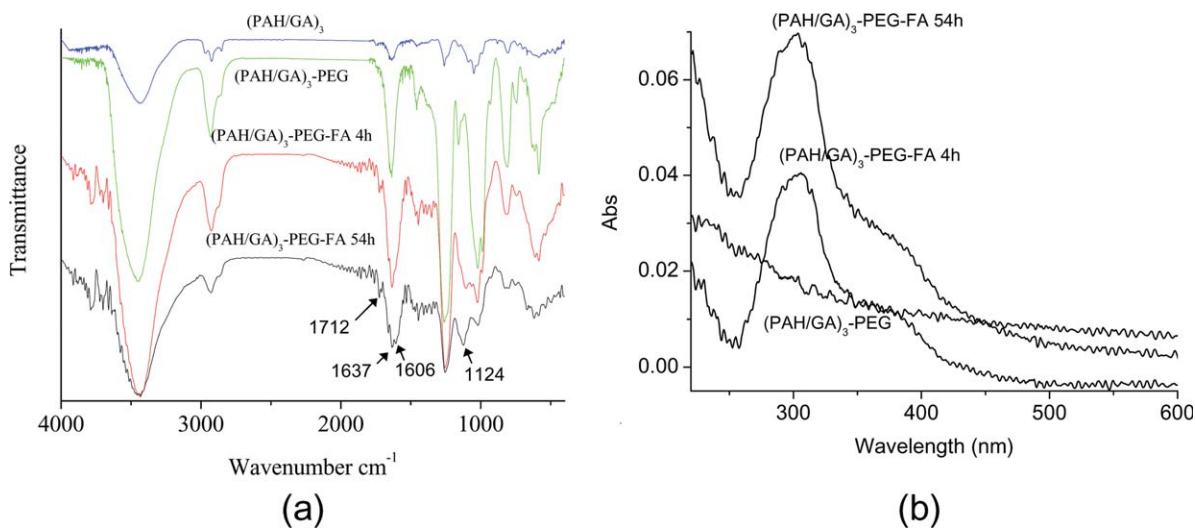 (PAH/GA)₃
(PAH/GA)₃-PEG
(PAH/GA)₃-PEG-FA 4h
(PAH/GA)₃-PEG-FA 54h
1712
1637
1606
1124
Transmittance
4000 3000 2000 1000
Wavenumber cm⁻¹
(a)
(PAH/GA)₃-PEG-FA 54h
(PAH/GA)₃-PEG-FA 4h
(PAH/GA)₃-PEG
Abs
0.06
0.04
0.02
0.00
300 400 500 600
Wavelength (nm)
(b)